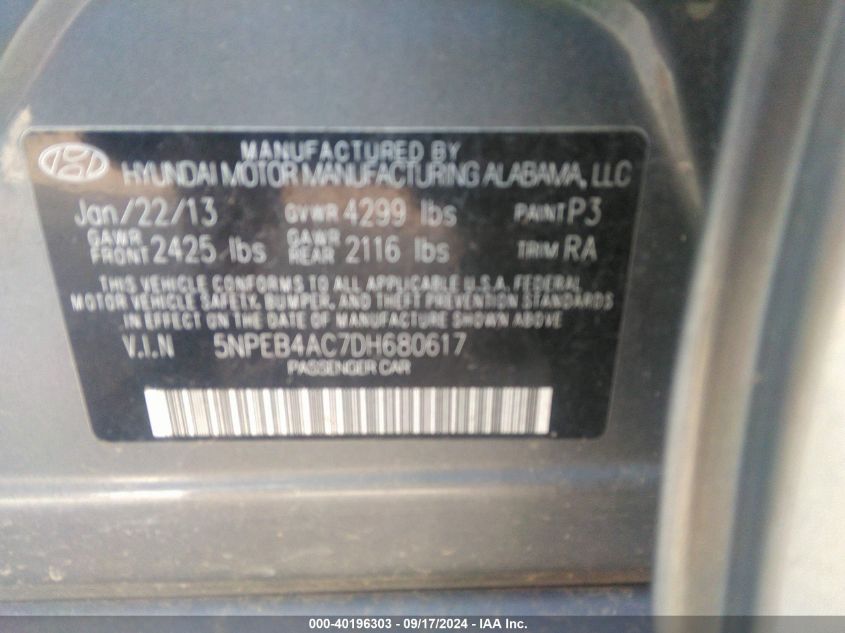 MANUFACTURED BY
HYUNDAI MOTOR MANUFACTURING ALABAMA, LLC
Jan/22/13 GVWR 4299 lbs PAINT P3
GAWR FRONT 2425 lbs GAWR REAR 2116 lbs TRIM RA
THIS VEHICLE CONFORMS TO ALL APPLICABLE U.S.A. FEDERAL
MOTOR VEHICLE SAFETY, BUMPER, AND THEFT PREVENTION STANDARDS
IN EFFECT ON THE DATE OF MANUFACTURE SHOWN ABOVE
V.I.N 5NPEB4AC7DH680617
PASSENGER CAR
000-40196303 - 09/17/2024 - IAA Inc.